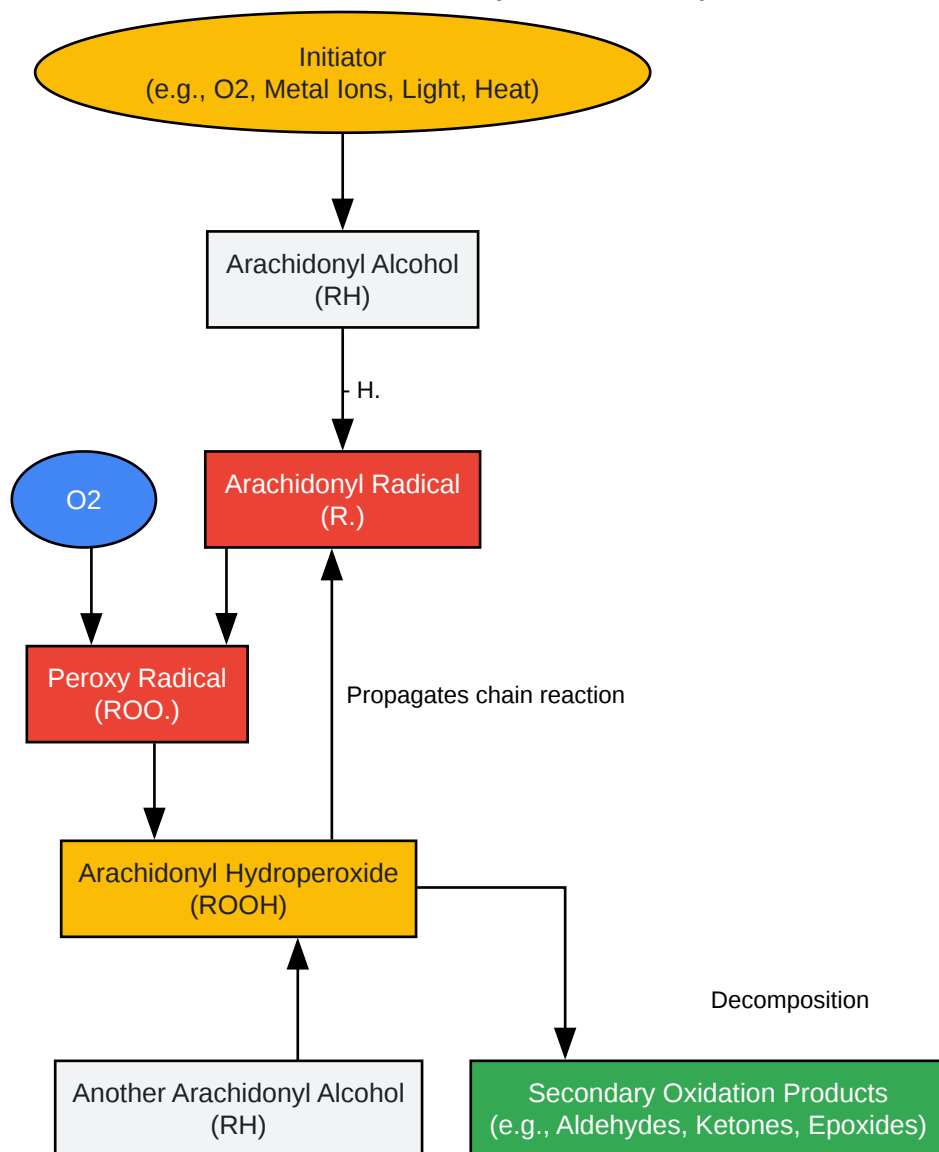 Initiator
(e.g., O2, Metal Ions, Light, Heat)
Arachidonyl Alcohol
(RH)
- H.
Arachidonyl Radical
(R.)
O2
Peroxy Radical
(ROO.)
Propagates chain reaction
Arachidonyl Hydroperoxide
(ROOH)
Decomposition
Another Arachidonyl Alcohol
(RH)
Secondary Oxidation Products
(e.g., Aldehydes, Ketones, Epoxides)